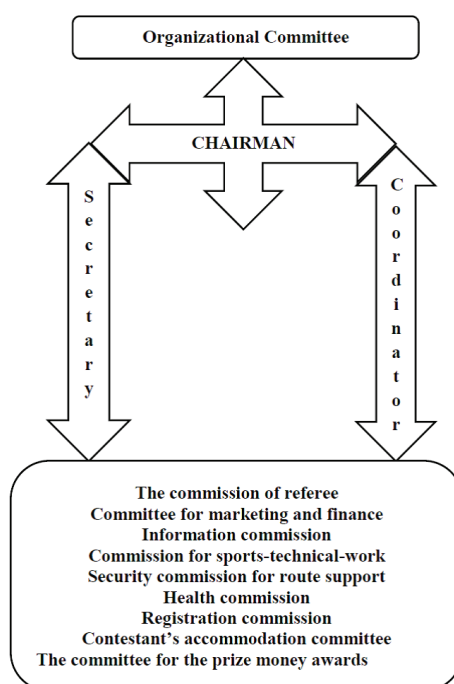 Organizational Committee
CHAIRMAN
Secretary
Coordinator
The commission of referee
Committee for marketing and finance
Information commission
Commission for sports-technical-work
Security commission for route support
Health commission
Registration commission
Contestant's accommodation committee
The committee for the prize money awards